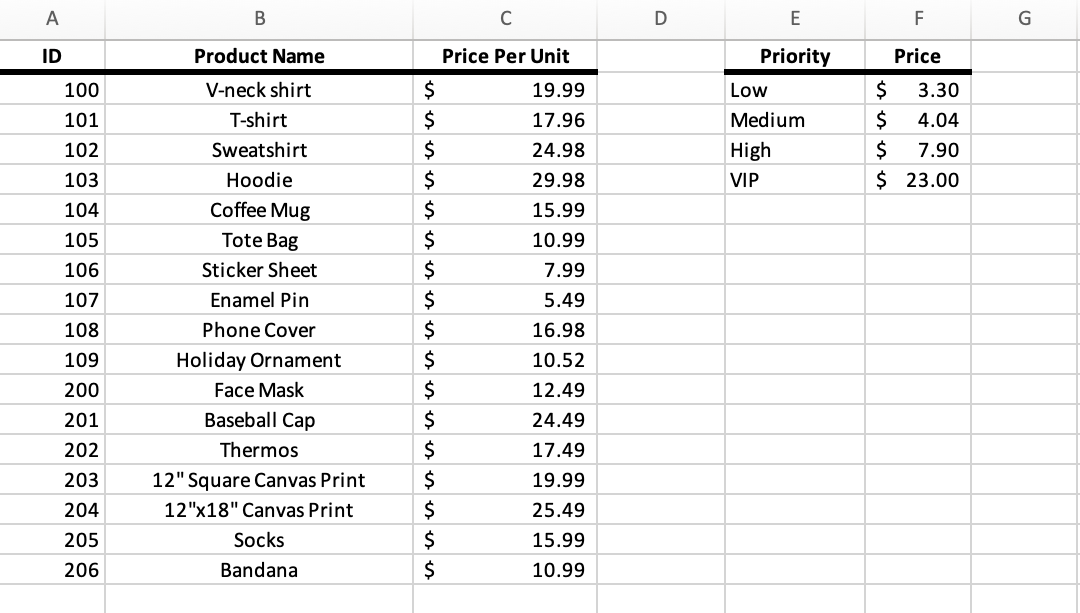 A B C D E F G
ID Product Name Price Per Unit Priority Price
100 V-neck shirt $ 19.99 Low $ 3.30
101 T-shirt $ 17.96 Medium $ 4.04
102 Sweatshirt $ 24.98 High $ 7.90
103 Hoodie $ 29.98 VIP $ 23.00
104 Coffee Mug $ 15.99
105 Tote Bag $ 10.99
106 Sticker Sheet $ 7.99
107 Enamel Pin $ 5.49
108 Phone Cover $ 16.98
109 Holiday Ornament $ 10.52
200 Face Mask $ 12.49
201 Baseball Cap $ 24.49
202 Thermos $ 17.49
203 12" Square Canvas Print $ 19.99
204 12"x18" Canvas Print $ 25.49
205 Socks $ 15.99
206 Bandana $ 10.99